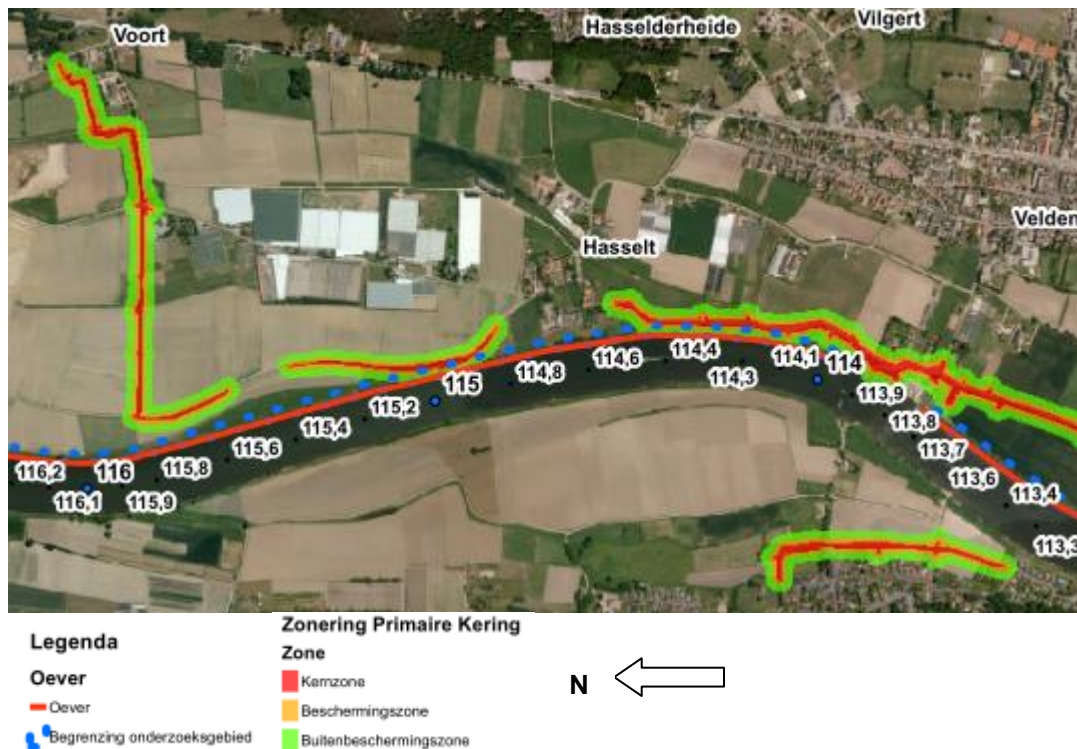 Voort
Hasselderheide
Vilgert
Velden
Hasselt
116,2
116,1
116
115,9
115,8
115,6
115,4
115,2
115
114,8
114,6
114,4
114,3
114,1
114
113,9
113,8
113,7
113,6
113,4
113,3
Legenda
Oever
Oever
Begrenzing onderzoeksgebied
Zonering Primaire Kering
Zone
Kernzone
Beschermingszone
Buitenbeschermingszone
N